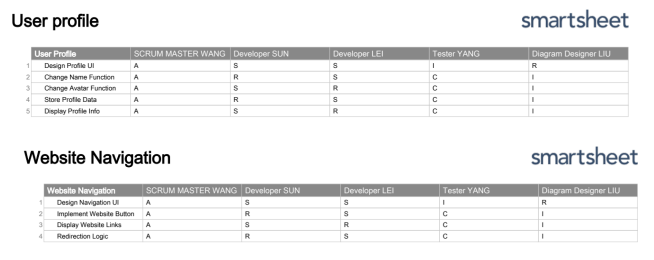 User profile
smartsheet
User Profile SCRUM MASTER WANG Developer SUN Developer LEI Tester YANG Diagram Designer LIU
1 Design Profile UI A S S I R
2 Change Name Function A R S C I
3 Change Avatar Function A S R C I
4 Store Profile Data A R S C I
5 Display Profile Info A S R C I
Website Navigation
smartsheet
Website Navigation SCRUM MASTER WANG Developer SUN Developer LEI Tester YANG Diagram Designer LIU
1 Design Navigation UI A S S I R
2 Implement Website Button A R S C I
3 Display Website Links A S R C I
4 Redirection Logic A R S C I